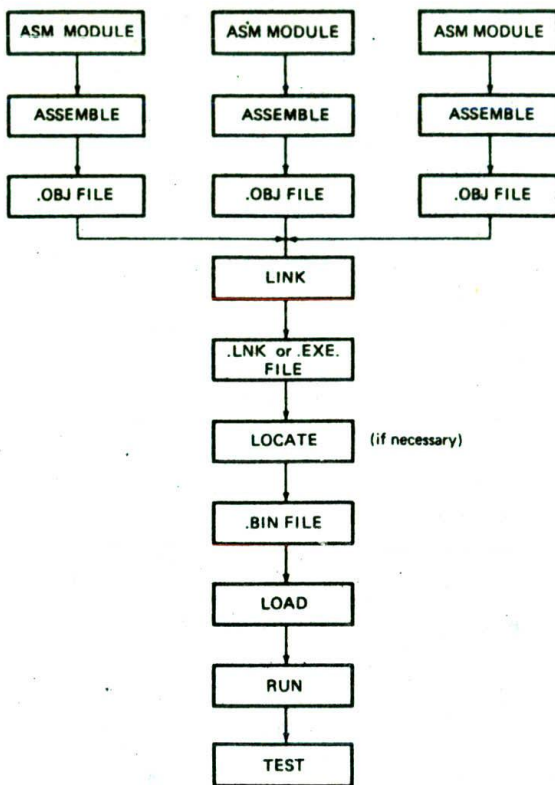 ASM MODULE
ASM MODULE
ASM MODULE
ASSEMBLE
ASSEMBLE
ASSEMBLE
.OBJ FILE
.OBJ FILE
.OBJ FILE
LINK
.LNK or .EXE.
FILE
LOCATE
(if necessary)
.BIN FILE
LOAD
RUN
TEST